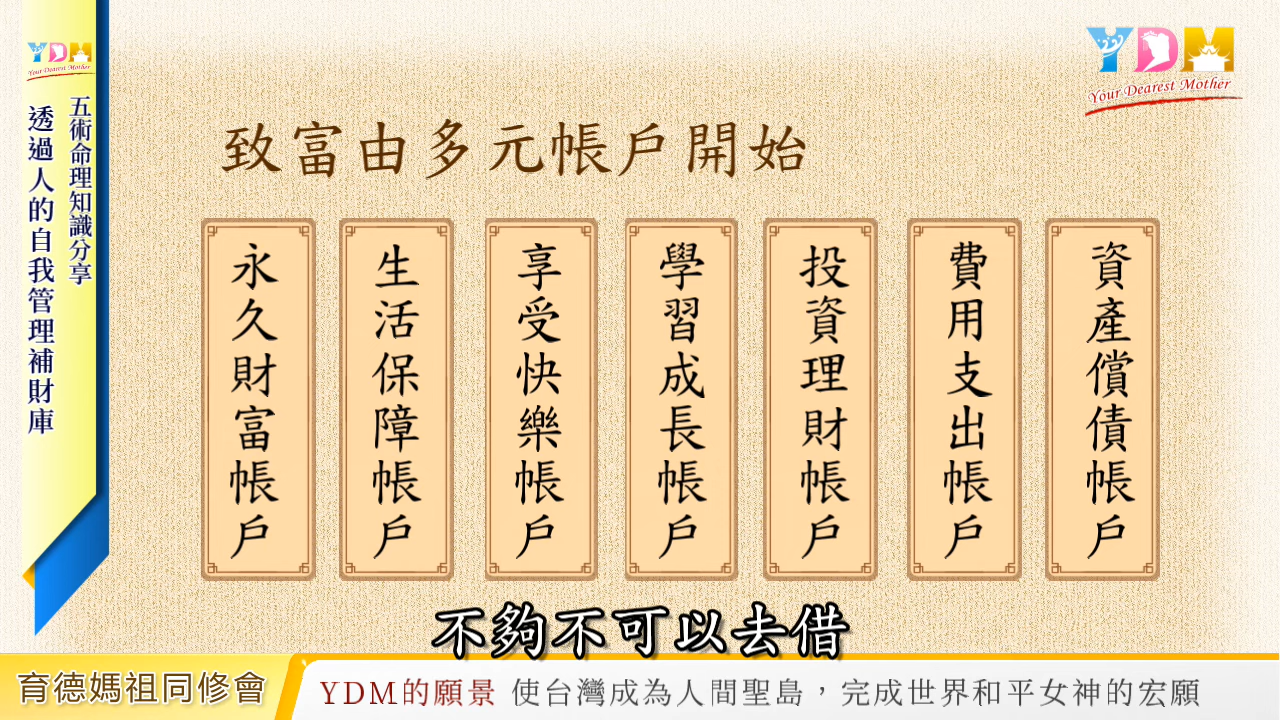 YDM
Your Dearest Mother
五術命理知識分享
透過人的自我管理補財庫
YDM
Your Dearest Mother
致富由多元帳戶開始
資產償債帳戶
費用支出帳戶
投資理財帳戶
學習成長帳戶
享受快樂帳戶
生活保障帳戶
永久財富帳戶
不夠不可以去借
育德媽祖同修會
YDM的願景 使台灣成為人間聖島，完成世界和平女神的宏願